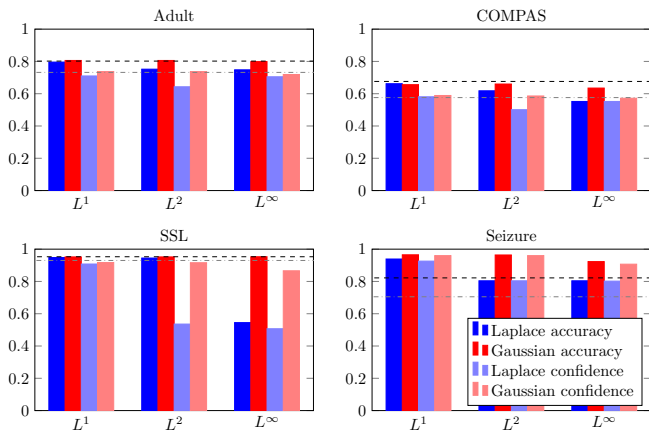 Adult
COMPAS
1
0.8
0.6
0.4
0.2
0
L¹
L²
L∞
1
0.8
0.6
0.4
0.2
0
L¹
L²
L∞
SSL
Seizure
1
0.8
0.6
0.4
0.2
0
L¹
L²
L∞
1
0.8
0.6
0.4
0.2
0
L¹
L²
L∞
Laplace accuracy
Gaussian accuracy
Laplace confidence
Gaussian confidence